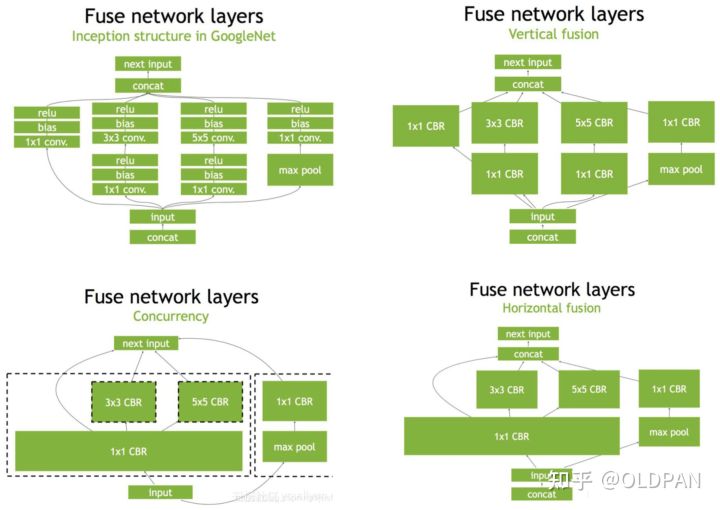 Fuse network layers
Inception structure in GoogleNet
next input
concat
relu
relu
relu
relu
bias
bias
bias
bias
1x1 conv.
3x3 conv.
5x5 conv.
1x1 conv.
relu
relu
bias
bias
max pool
1x1 conv.
1x1 conv.
input
concat
Fuse network layers
Vertical fusion
next input
concat
1x1 CBR
3x3 CBR
5x5 CBR
1x1 CBR
1x1 CBR
1x1 CBR
max pool
input
concat
Fuse network layers
Concurrency
next input
3x3 CBR
5x5 CBR
1x1 CBR
1x1 CBR
max pool
input
Fuse network layers
Horizontal fusion
next input
concat
3x3 CBR
5x5 CBR
1x1 CBR
1x1 CBR
max pool
input
concat
知乎 @OLDPAN